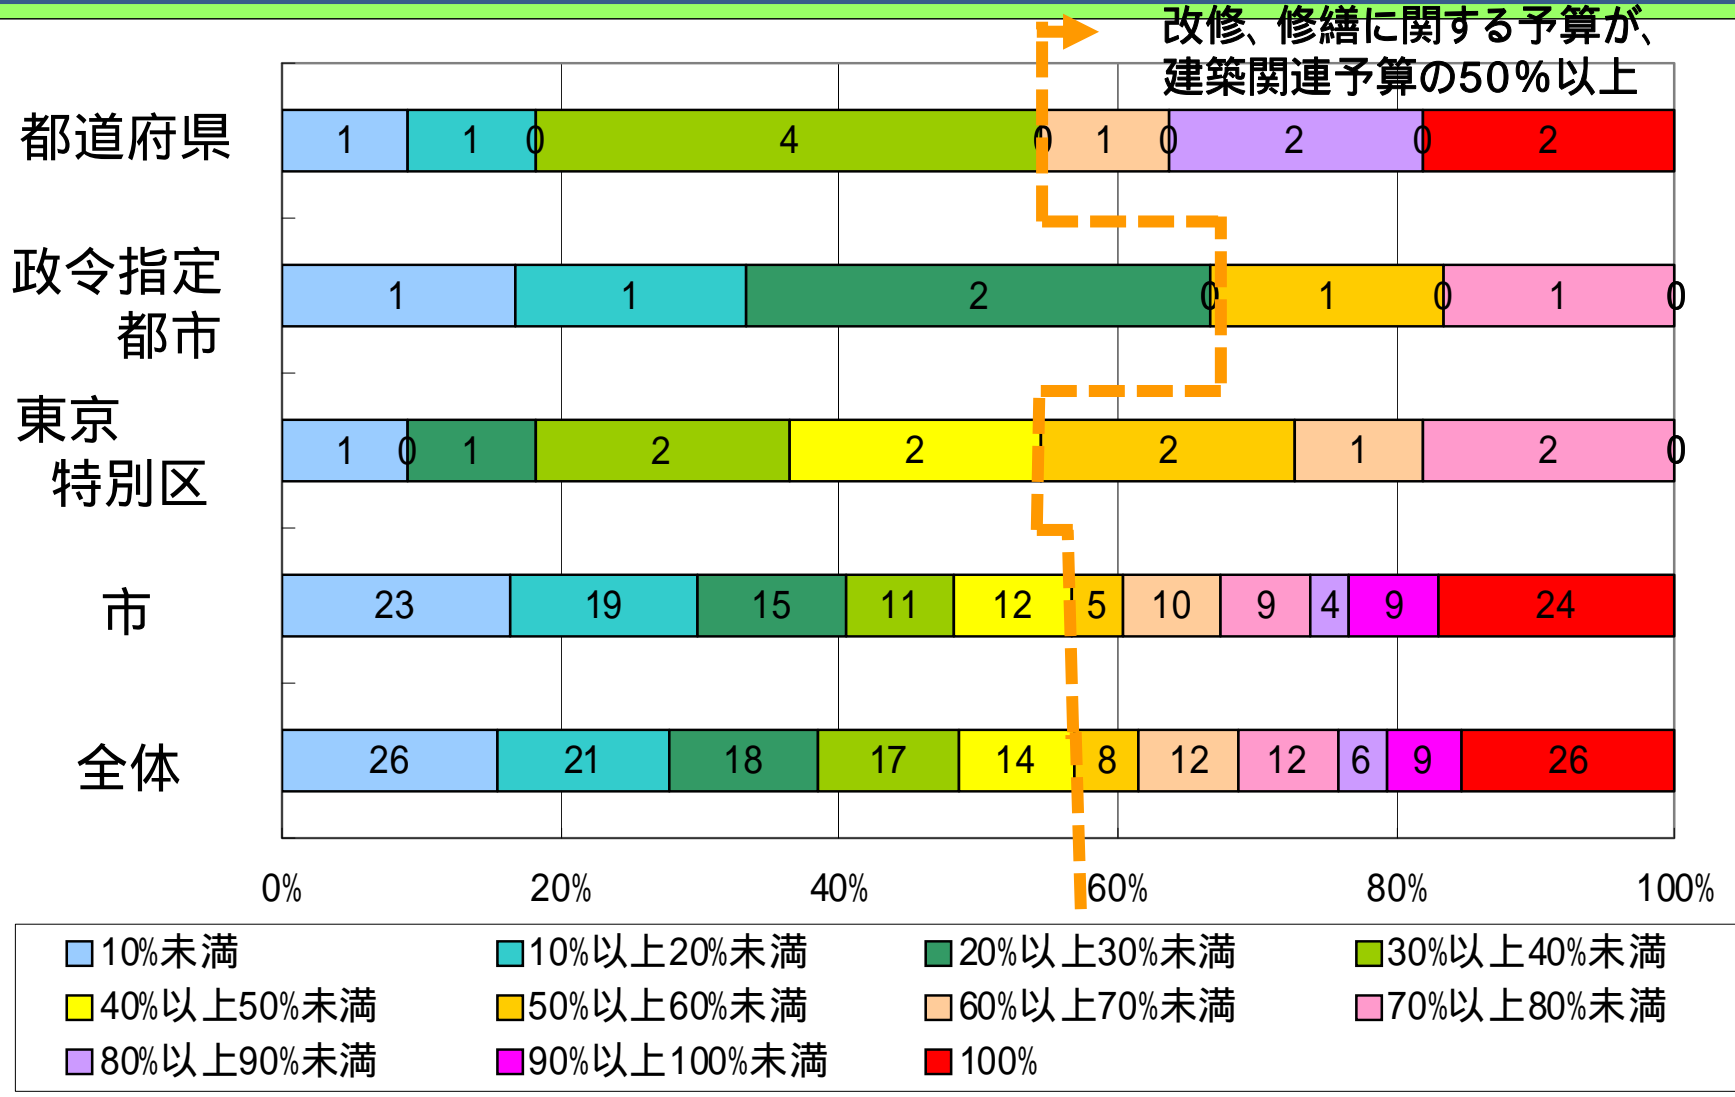 改修、修繕に関する予算が、
建築関連予算の50%以上
都道府県
1 1 0 4 0 1 0 2 0 2
政令指定
都市
1 1 2 0 1 0 1 0
東京
特別区
1 0 1 2 2 2 1 2 0
市
23 19 15 11 12 5 10 9 4 9 24
全体
26 21 18 17 14 8 12 12 6 9 26
0% 20% 40% 60% 80% 100%
10%未満 10%以上20%未満 20%以上30%未満 30%以上40%未満
40%以上50%未満 50%以上60%未満 60%以上70%未満 70%以上80%未満
80%以上90%未満 90%以上100%未満 100%